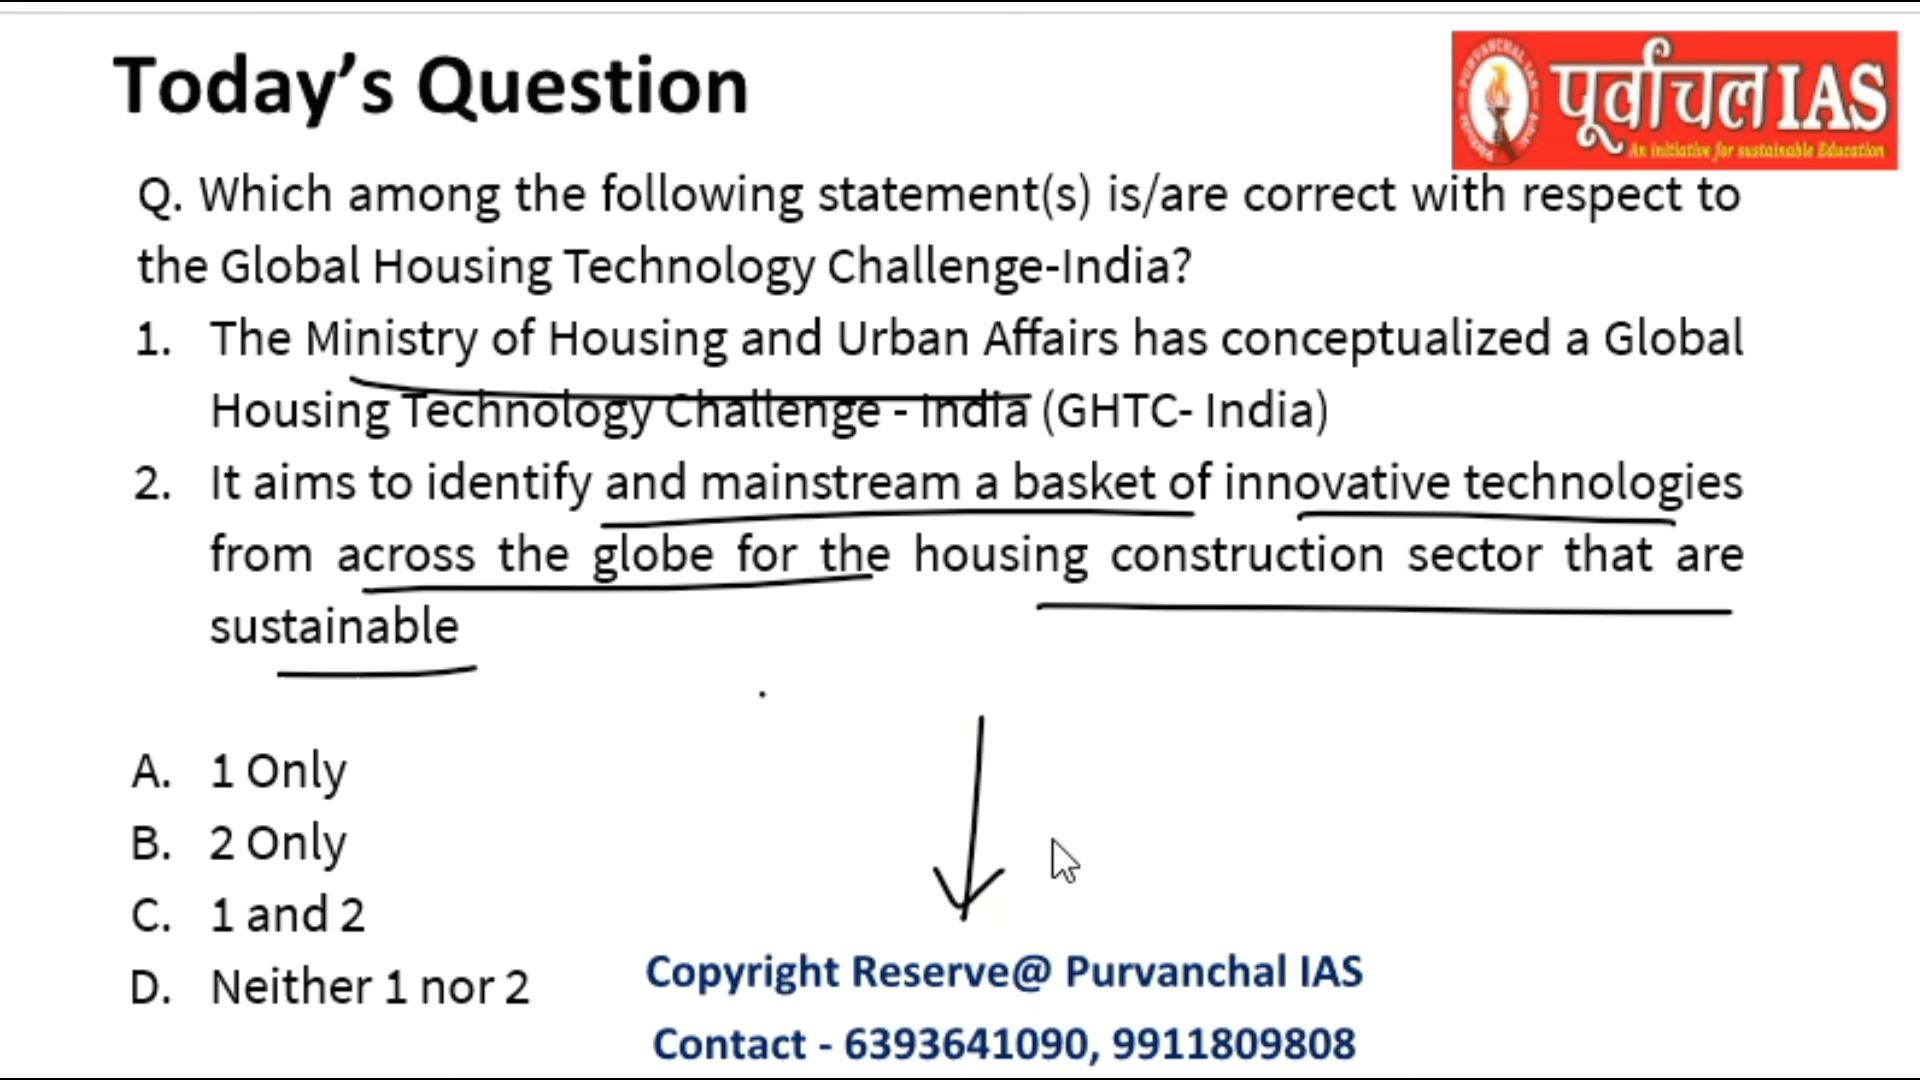 Today's Question
पूर्वांचल IAS
PURVANCHAL IAS
An initiative for sustainable Education
Q. Which among the following statement(s) is/are correct with respect to
the Global Housing Technology Challenge-India?
1. The Ministry of Housing and Urban Affairs has conceptualized a Global
Housing Technology Challenge - India (GHTC- India)
2. It aims to identify and mainstream a basket of innovative technologies
from across the globe for the housing construction sector that are
sustainable
A. 1 Only
B. 2 Only
C. 1 and 2
D. Neither 1 nor 2
Copyright Reserve@ Purvanchal IAS
Contact - 6393641090, 9911809808